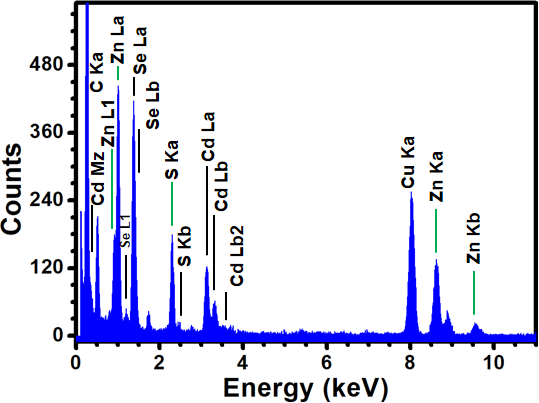 Counts
480
360
240
120
0
C Ka
Cd Mz
Zn L1
Zn La
Se L1
Se La
Se Lb
S Ka
S Kb
Cd La
Cd Lb
Cd Lb2
Cu Ka
Zn Ka
Zn Kb
0 2 4 6 8 10
Energy (keV)